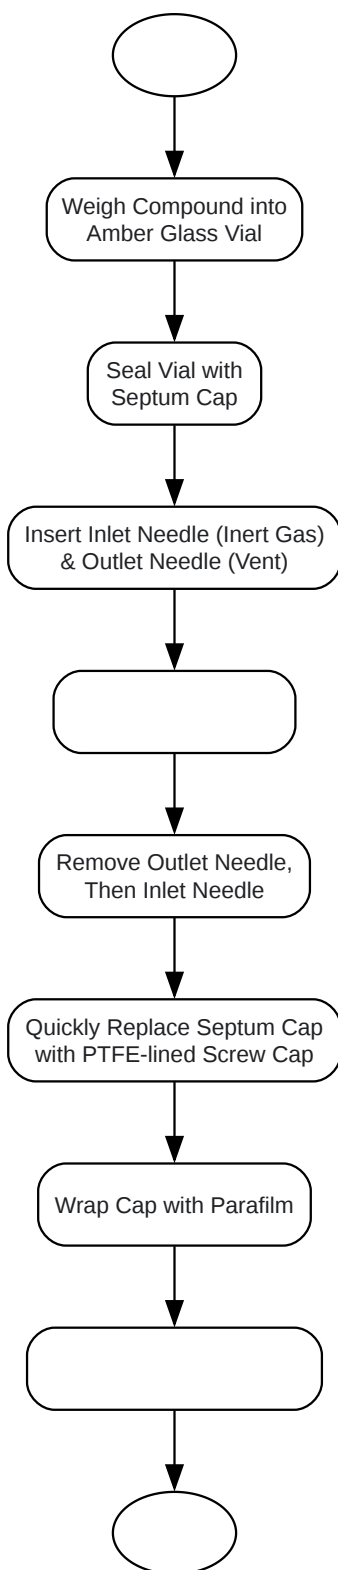 Weigh Compound into
Amber Glass Vial
Seal Vial with
Septum Cap
Insert Inlet Needle (Inert Gas)
& Outlet Needle (Vent)
Remove Outlet Needle,
Then Inlet Needle
Quickly Replace Septum Cap
with PTFE-lined Screw Cap
Wrap Cap with Parafilm